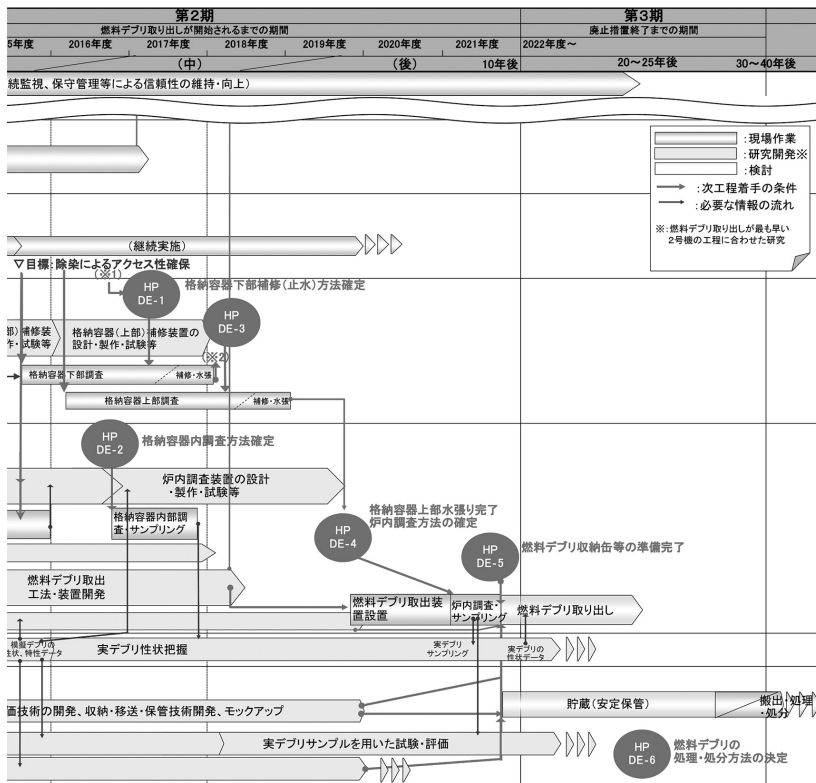 第2期
第3期
燃料デブリ取り出しが開始されるまでの期間
廃止措置終了までの期間
5年度
2016年度
2017年度
2018年度
2019年度
2020年度
2021年度
2022年度～
(中)
(後)
10年後
20～25年後
30～40年後
続監視、保守管理等による信頼性の維持・向上）
:現場作業
:研究開発※
:検討
:次工程着手の条件
:必要な情報の流れ
※：燃料デブリ取り出しが最も早い
2号機の工程に合わせた研究
(継続実施)
▽目標：除染によるアクセス性確保
(※1)
HP
DE-1
格納容器下部補修(止水)方法確定
HP
DE-3
部)補修装
作・試験等
格納容器(上部)補修装置の
設計・製作・試験等
(※2)
格納容器下部調査
補修・水張
格納容器上部調査
補修・水張
HP
DE-2
格納容器内調査方法確定
炉内調査装置の設計
・製作・試験等
格納容器内部調
査・サンプリング
格納容器上部水張り完了
炉内調査方法の確定
HP
DE-4
HP
DE-5
燃料デブリ収納缶等の準備完了
燃料デブリ取出
工法・装置開発
燃料デブリ取出装
置設置
炉内調査・
サンプリング
燃料デブリ取り出し
模擬デブリの
性状、特性データ
実デブリ性状把握
実デブリ
サンプリング
実デブリの
性状データ
価技術の開発、収納・移送・保管技術開発、モックアップ
貯蔵(安定保管)
搬出・処理
・処分
実デブリサンプルを用いた試験・評価
HP
DE-6
燃料デブリの
処理・処分方法の決定